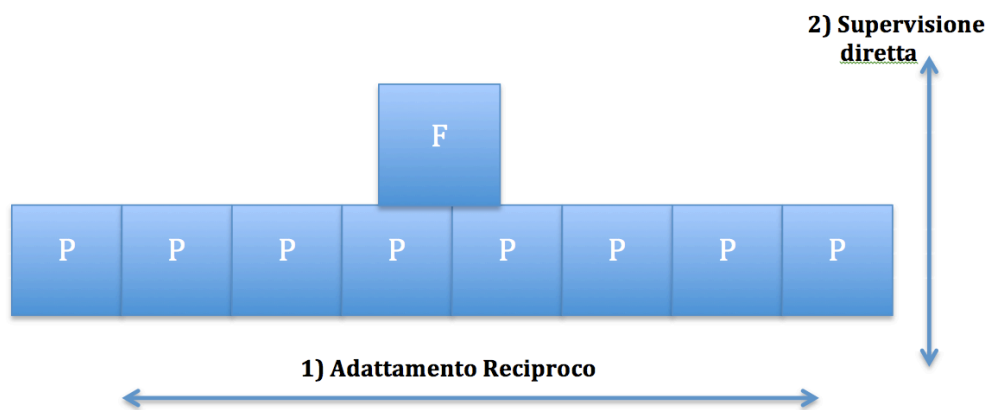 2) Supervisione
diretta
F
P P P P P P P P
1) Adattamento Reciproco